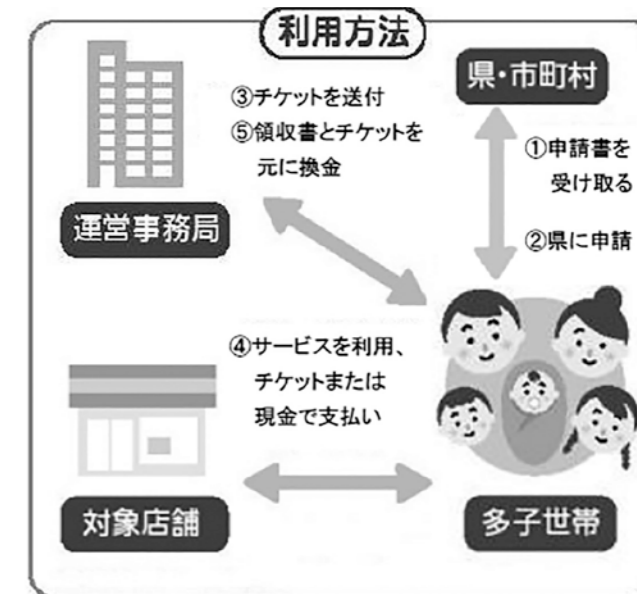 利用方法
県・市町村
③チケットを送付
⑤領収書とチケットを
元に換金
①申請書を
受け取る
②県に申請
運営事務局
④サービスを利用、
チケットまたは
現金で支払い
対象店舗
多子世帯